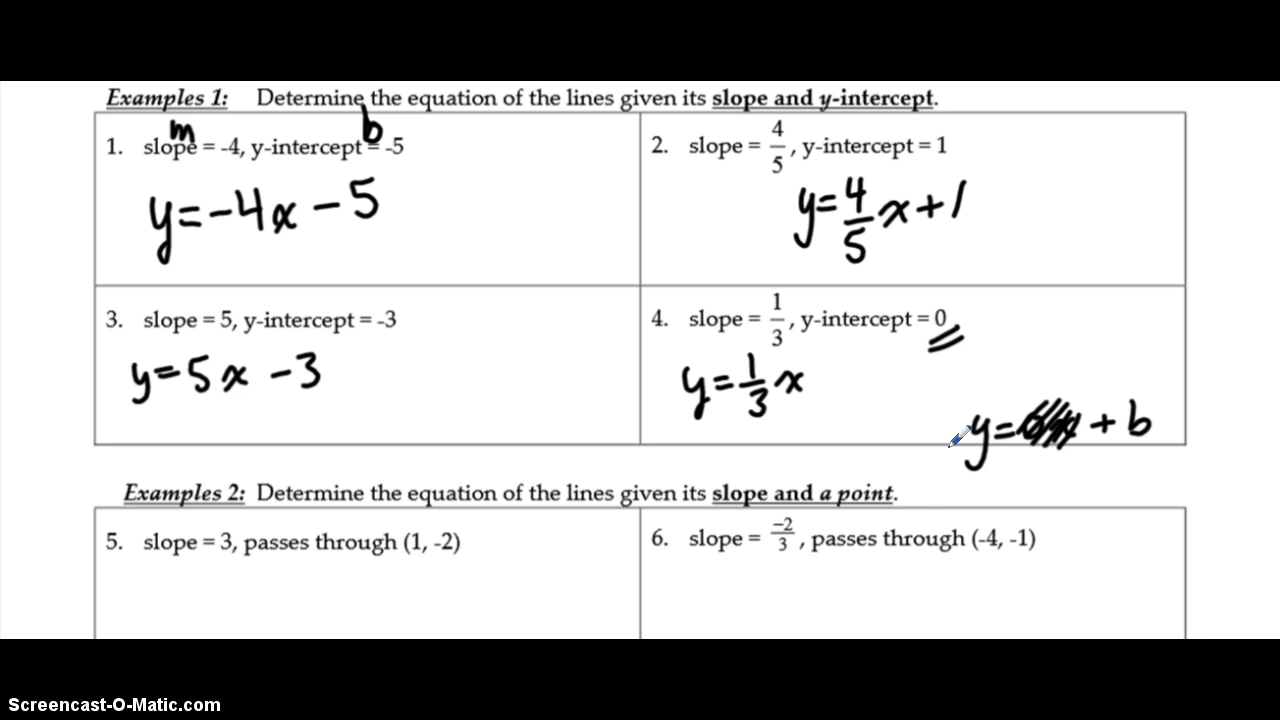 Examples 1: Determine the equation of the lines given its slope and y-intercept.
m b
1. slope = -4, y-intercept = -5
y = -4x - 5
2. slope = 4/5, y-intercept = 1
y = 4/5 x + 1
3. slope = 5, y-intercept = -3
y = 5x - 3
4. slope = 1/3, y-intercept = 0
y = 1/3 x
y = + b
Examples 2: Determine the equation of the lines given its slope and a point.
5. slope = 3, passes through (1, -2)
6. slope = -2/3, passes through (-4, -1)
Screencast-O-Matic.com